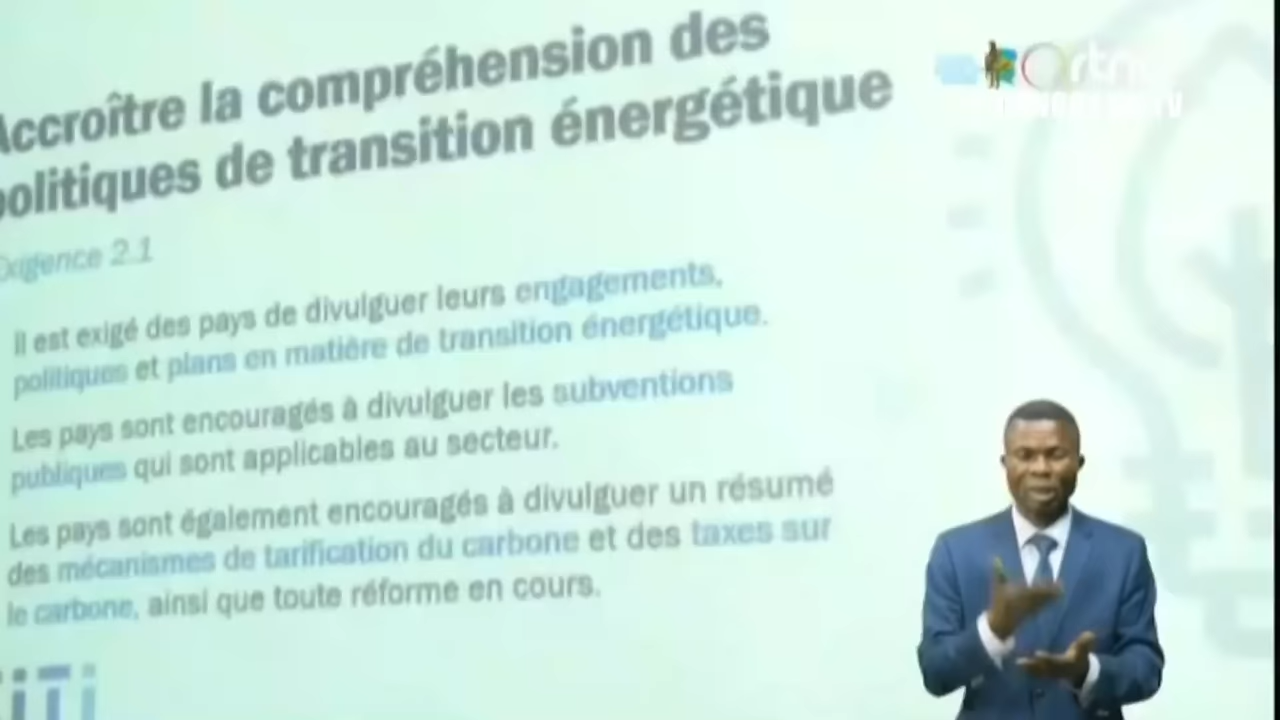 Accroître la compréhension des
politiques de transition énergétique
Exigence 2.1
Il est exigé des pays de divulguer leurs engagements,
politiques et plans en matière de transition énergétique.
Les pays sont encouragés à divulguer les subventions
publiques qui sont applicables au secteur.
Les pays sont également encouragés à divulguer un résumé
des mécanismes de tarification du carbone et des taxes sur
le carbone, ainsi que toute réforme en cours.
iTi